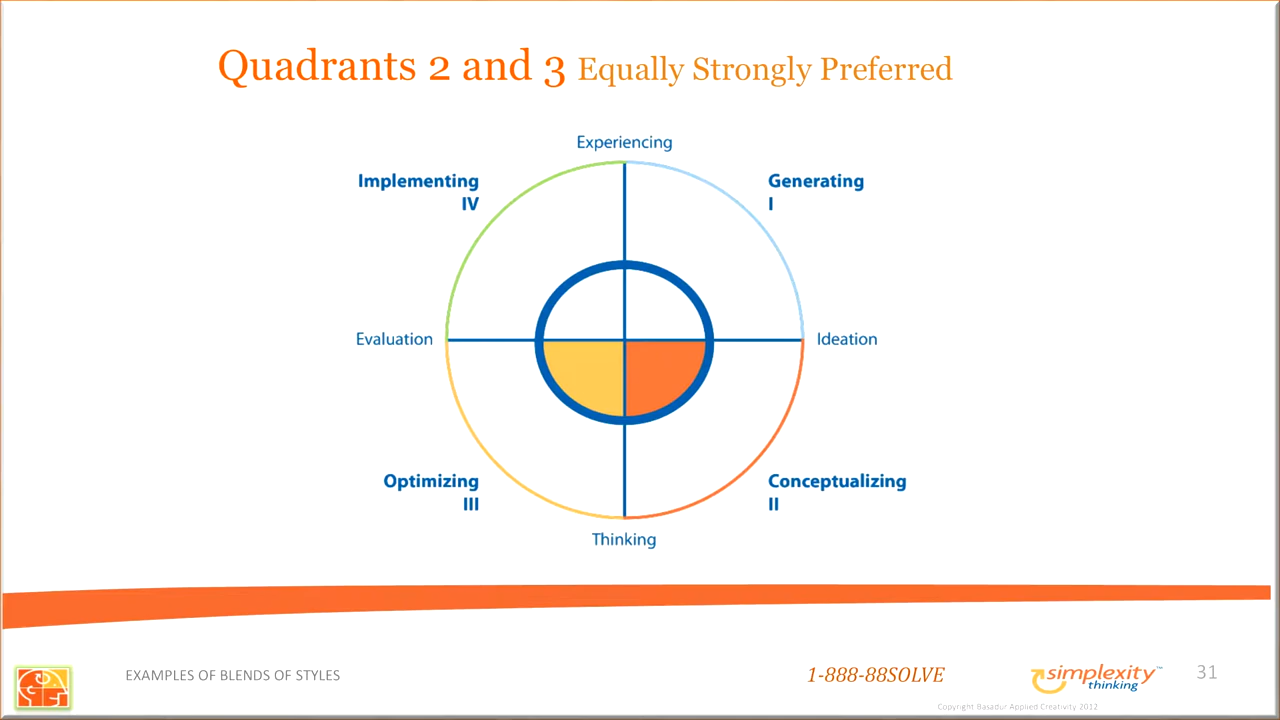 Quadrants 2 and 3 Equally Strongly Preferred
Experiencing
Implementing
IV
Generating
I
Evaluation
Ideation
Optimizing
III
Conceptualizing
II
Thinking
EXAMPLES OF BLENDS OF STYLES
1-888-88SOLVE
simplexity™
thinking
31
Copyright Basadur Applied Creativity 2012